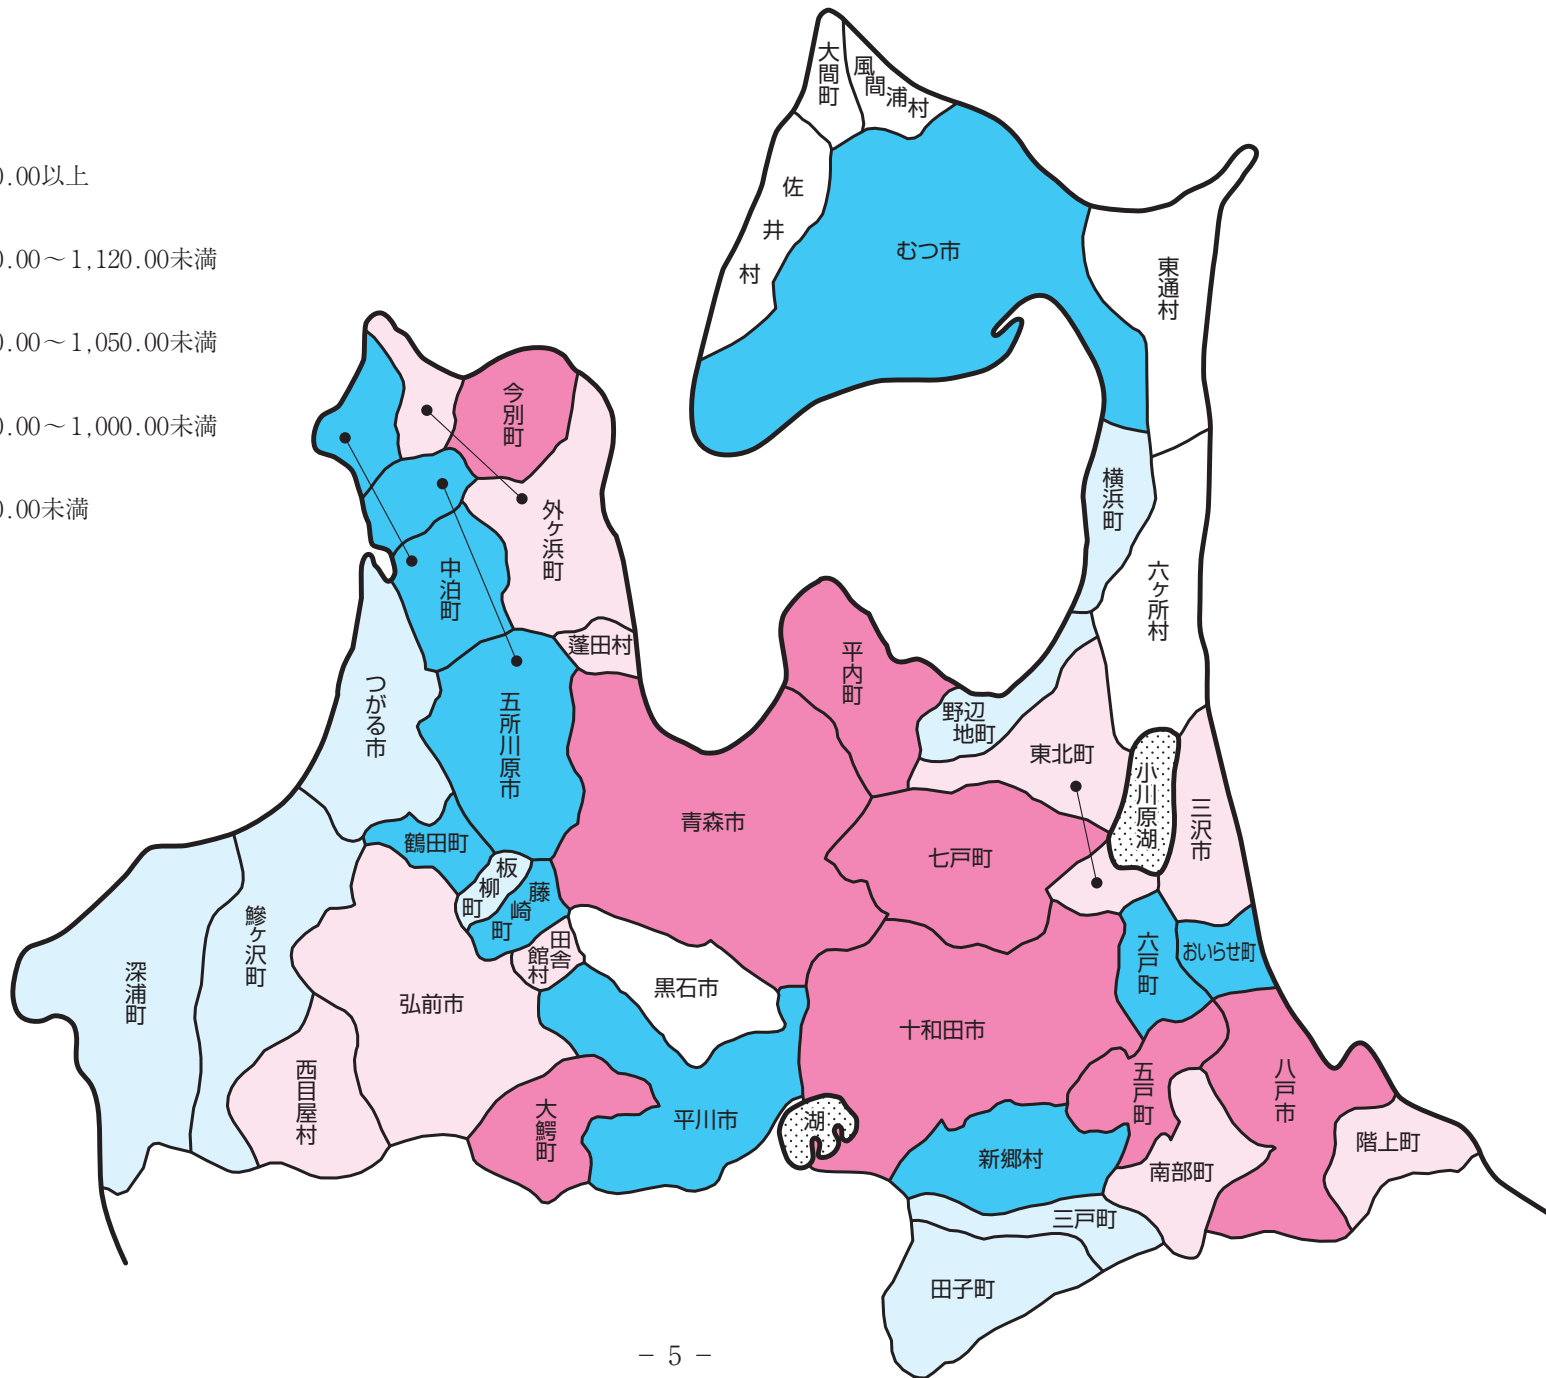 0.00以上
0.00～1,120.00未満
0.00～1,050.00未満
0.00～1,000.00未満
0.00未満
大間町
風間浦村
佐井村
むつ市
東通村
横浜町
六ヶ所村
今別町
外ヶ浜町
中泊町
蓬田村
五所川原市
つがる市
平内町
野辺地町
東北町
小川原湖
三沢市
青森市
七戸町
鶴田町
板柳町
藤崎町
田舎館村
黒石市
六戸町
おいらせ町
深浦町
鰺ヶ沢町
弘前市
西目屋村
大鰐町
平川市
十和田市
湖
五戸町
八戸市
新郷村
南部町
階上町
三戸町
田子町
－ 5 －